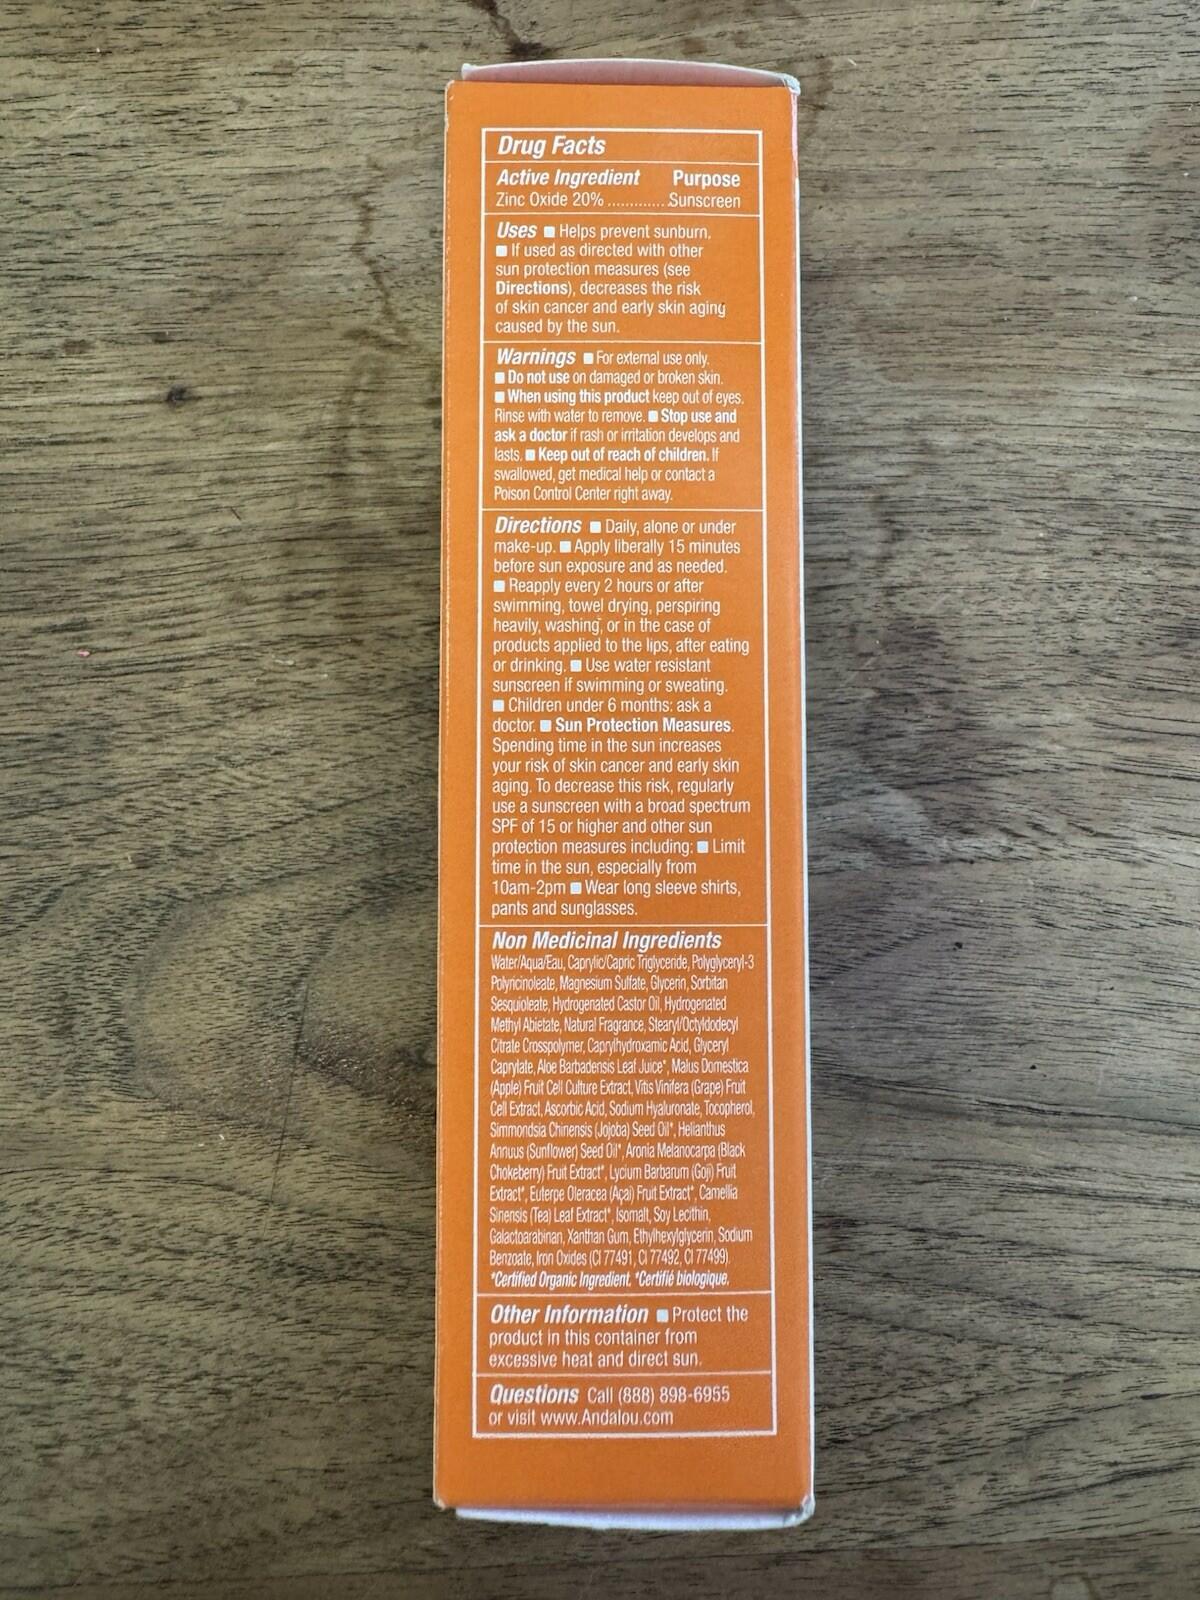 Drug Facts
Active Ingredient Purpose
Zinc Oxide 20% ............. Sunscreen
Uses ■ Helps prevent sunburn.
■ If used as directed with other
sun protection measures (see
Directions), decreases the risk
of skin cancer and early skin aging
caused by the sun.
Warnings ■ For external use only.
■ Do not use on damaged or broken skin.
■ When using this product keep out of eyes.
Rinse with water to remove. ■ Stop use and
ask a doctor if rash or irritation develops and
lasts. ■ Keep out of reach of children. If
swallowed, get medical help or contact a
Poison Control Center right away.
Directions ■ Daily, alone or under
make-up. ■ Apply liberally 15 minutes
before sun exposure and as needed.
■ Reapply every 2 hours or after
swimming, towel drying, perspiring
heavily, washing, or in the case of
products applied to the lips, after eating
or drinking. ■ Use water resistant
sunscreen if swimming or sweating.
■ Children under 6 months: ask a
doctor. ■ Sun Protection Measures.
Spending time in the sun increases
your risk of skin cancer and early skin
aging. To decrease this risk, regularly
use a sunscreen with a broad spectrum
SPF of 15 or higher and other sun
protection measures including: ■ Limit
time in the sun, especially from
10am-2pm ■ Wear long sleeve shirts,
pants and sunglasses.
Non Medicinal Ingredients
Water/Aqua/Eau, Caprylic/Capric Triglyceride, Polyglyceryl-3
Polyricinoleate, Magnesium Sulfate, Glycerin, Sorbitan
Sesquioleate, Hydrogenated Castor Oil, Hydrogenated
Methyl Abietate, Natural Fragrance, Stearyl/Octyldodecyl
Citrate Crosspolymer, Caprylhydroxamic Acid, Glyceryl
Caprylate, Aloe Barbadensis Leaf Juice*, Malus Domestica
(Apple) Fruit Cell Culture Extract, Vitis Vinifera (Grape) Fruit
Cell Extract, Ascorbic Acid, Sodium Hyaluronate, Tocopherol,
Simmondsia Chinensis (Jojoba) Seed Oil*, Helianthus
Annuus (Sunflower) Seed Oil*, Aronia Melanocarpa (Black
Chokeberry) Fruit Extract*, Lycium Barbarum (Goji) Fruit
Extract*, Euterpe Oleracea (Açai) Fruit Extract*, Camellia
Sinensis (Tea) Leaf Extract*, Isomalt, Soy Lecithin,
Galactoarabinan, Xanthan Gum, Ethylhexylglycerin, Sodium
Benzoate, Iron Oxides (CI 77491, CI 77492, CI 77499).
*Certified Organic Ingredient. *Certifié biologique.
Other Information ■ Protect the
product in this container from
excessive heat and direct sun.
Questions Call (888) 898-6955
or visit www.Andalou.com